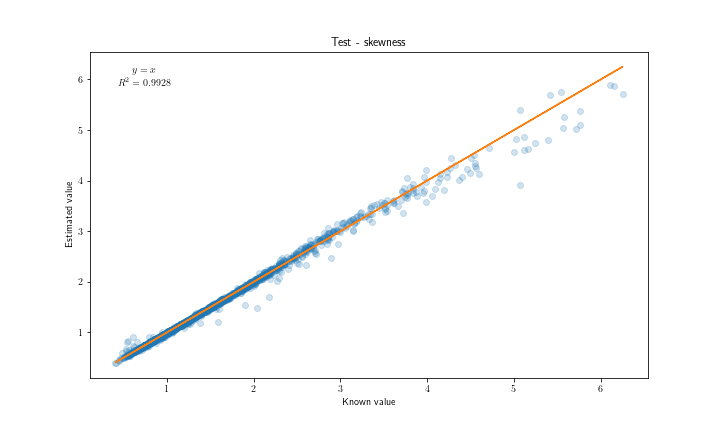 Test - skewness
y = x
R² = 0.9928
6
5
4
3
2
1
Estimated value
1 2 3 4 5 6
Known value